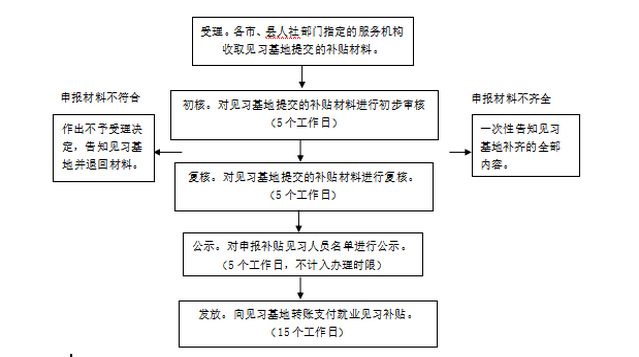 受理。各市、县人社部门指定的服务机构
收取见习基地提交的补贴材料。
申报材料不符合
申报材料不齐全
初核。对见习基地提交的补贴材料进行初步审核
（5个工作日）
作出不予受理决
定，告知见习基
地并退回材料。
一次性告知见习
基地补齐的全部
内容。
复核。对见习基地提交的补贴材料进行复核。
（5个工作日）
公示。对申报补贴见习人员名单进行公示。
（5个工作日，不计入办理时限）
发放。向见习基地转账支付就业见习补贴。
（15个工作日）